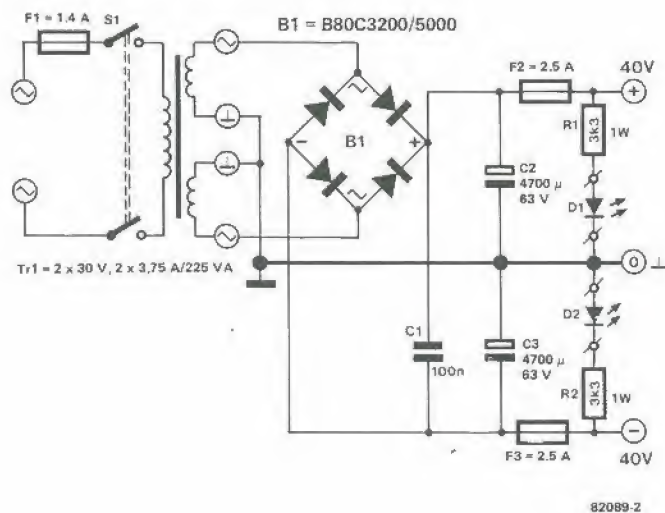 F1 = 1.4 A
S1
B1 = B80C3200/5000
B1
−
+
F2 = 2.5 A
40V
+
R1
3k3
1W
C2
4700 µ
63 V
D1
0
Tr1 = 2 x 30 V, 2 x 3,75 A/225 VA
D2
C1
100n
C3
4700 µ
63 V
R2
3k3
1W
−
F3 = 2.5 A
40V
82089-2